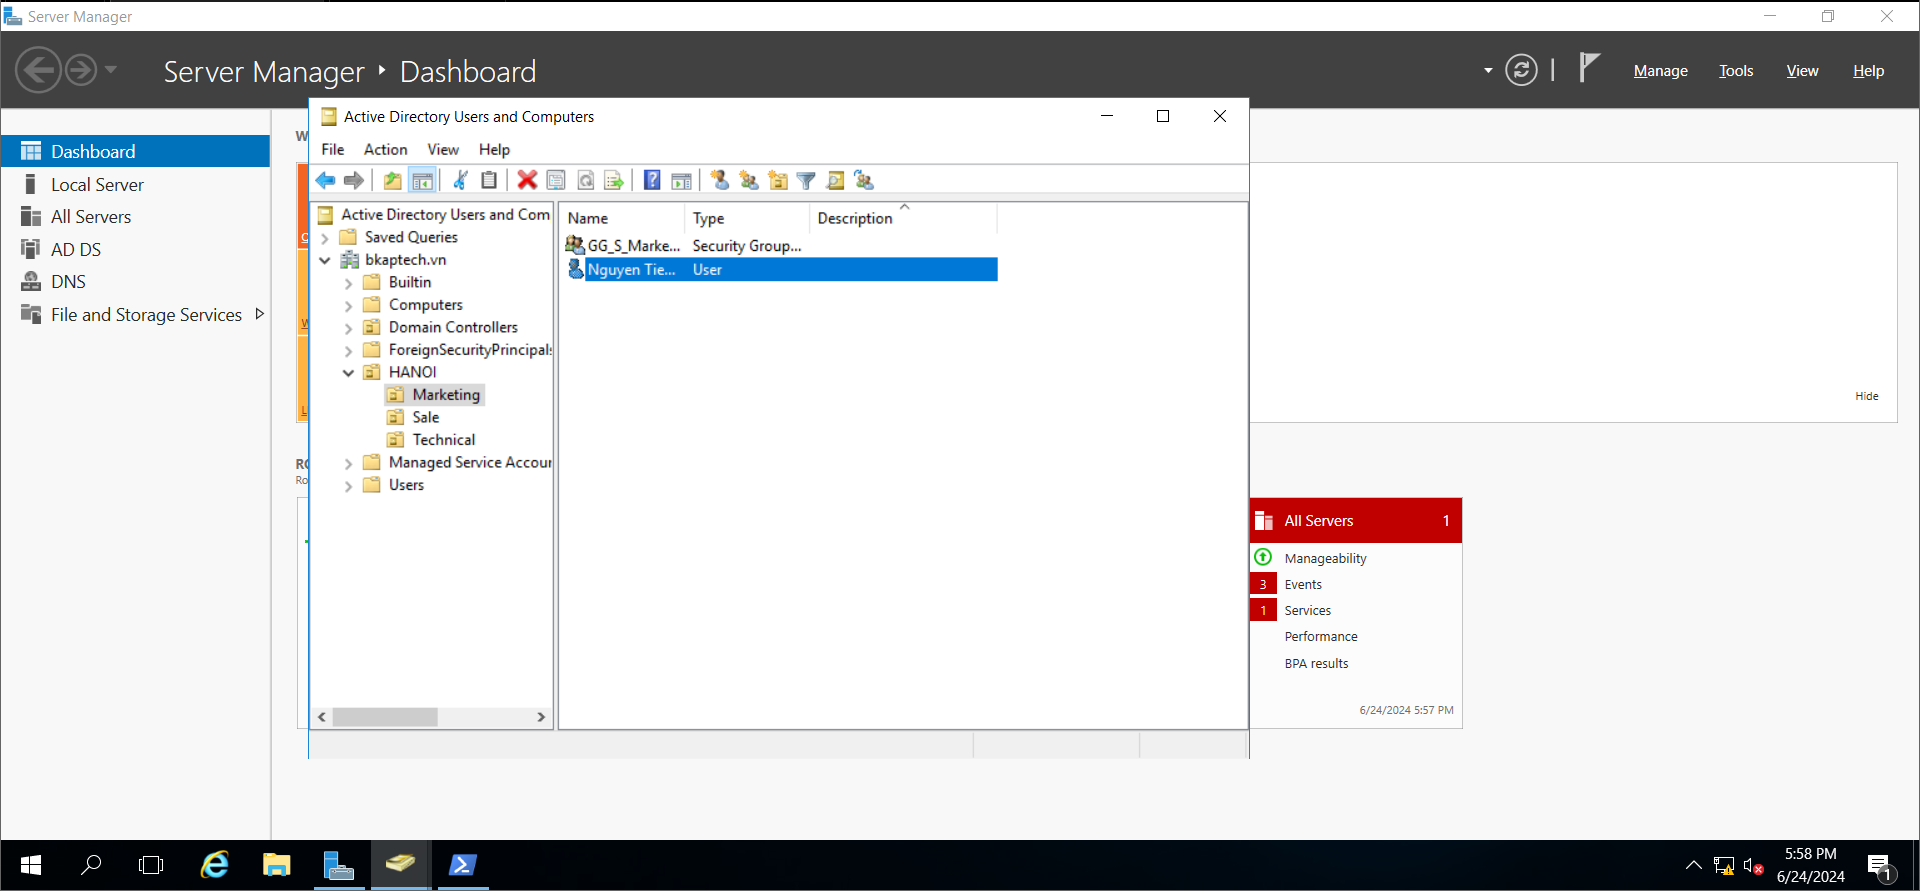 Server Manager
Server Manager ‣ Dashboard
Manage
Tools
View
Help
Dashboard
Local Server
All Servers
AD DS
DNS
File and Storage Services
Active Directory Users and Computers
File
Action
View
Help
Active Directory Users and Com
Saved Queries
bkaptech.vn
Builtin
Computers
Domain Controllers
ForeignSecurityPrincipals
HANOI
Marketing
Sale
Technical
Managed Service Accour
Users
Name Type Description
GG_S_Marke... Security Group...
Nguyen Tie... User
Hide
All Servers 1
Manageability
3 Events
1 Services
Performance
BPA results
6/24/2024 5:57 PM
5:58 PM
6/24/2024
1